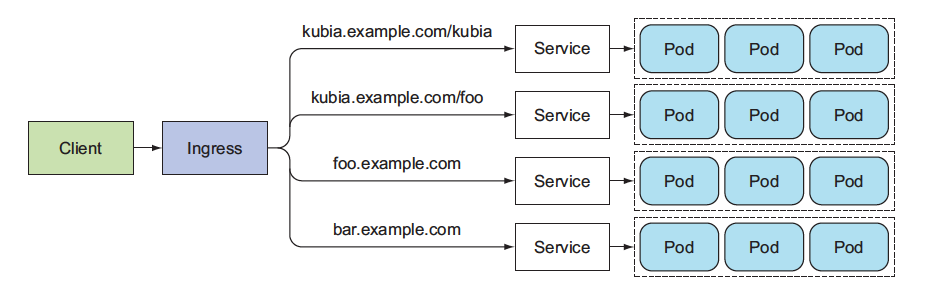 kubia.example.com/kubia
Service
Pod
Pod
Pod
kubia.example.com/foo
Service
Pod
Pod
Pod
Client
Ingress
foo.example.com
Service
Pod
Pod
Pod
bar.example.com
Service
Pod
Pod
Pod